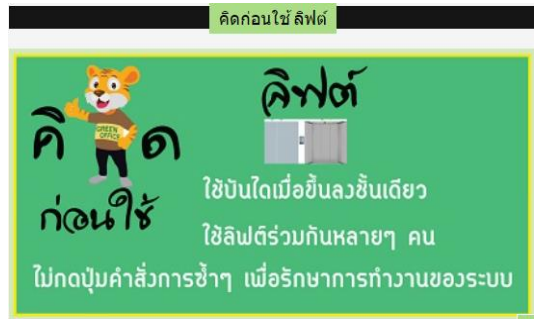 คิดก่อนใช้ ลิฟต์
คิด
ก่อนใช้
ลิฟต์
GREEN
OFFICE
ใช้บันไดเมื่อขึ้นลงชั้นเดียว
ใช้ลิฟต์ร่วมกันหลายๆ คน
ไม่กดปุ่มคำสั่งการซ้ำๆ เพื่อรักษาการทำงานของระบบ